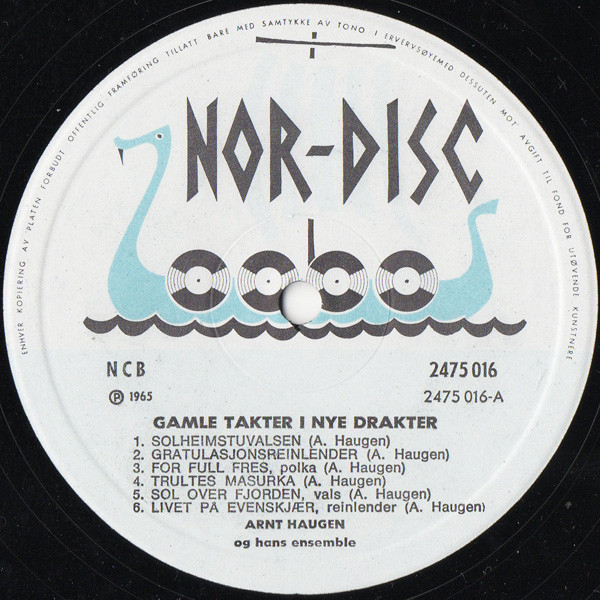 ENHVER KOPIERING AV PLATEN FORBUDT OFFENTLIG FRAMFØRING TILLATT BARE MED SAMTYKKE AV TONO. I ERVERVSØYEMED DESSUTEN MOT AVGIFT TIL FOND FOR UTØVENDE KUNSTNERE
NOR-DISC
NCB 2475 016
℗ 1965 2475 016-A
GAMLE TAKTER I NYE DRAKTER
1. SOLHEIMSTUVALSEN (A. Haugen)
2. GRATULASJONSREINLENDER (A. Haugen)
3. FOR FULL FRES, polka (A. Haugen)
4. TRULTES MASURKA (A. Haugen)
5. SOL OVER FJORDEN, vals (A. Haugen)
6. LIVET PÅ EVENSKJÆR, reinlender (A. Haugen)
ARNT HAUGEN
og hans ensemble